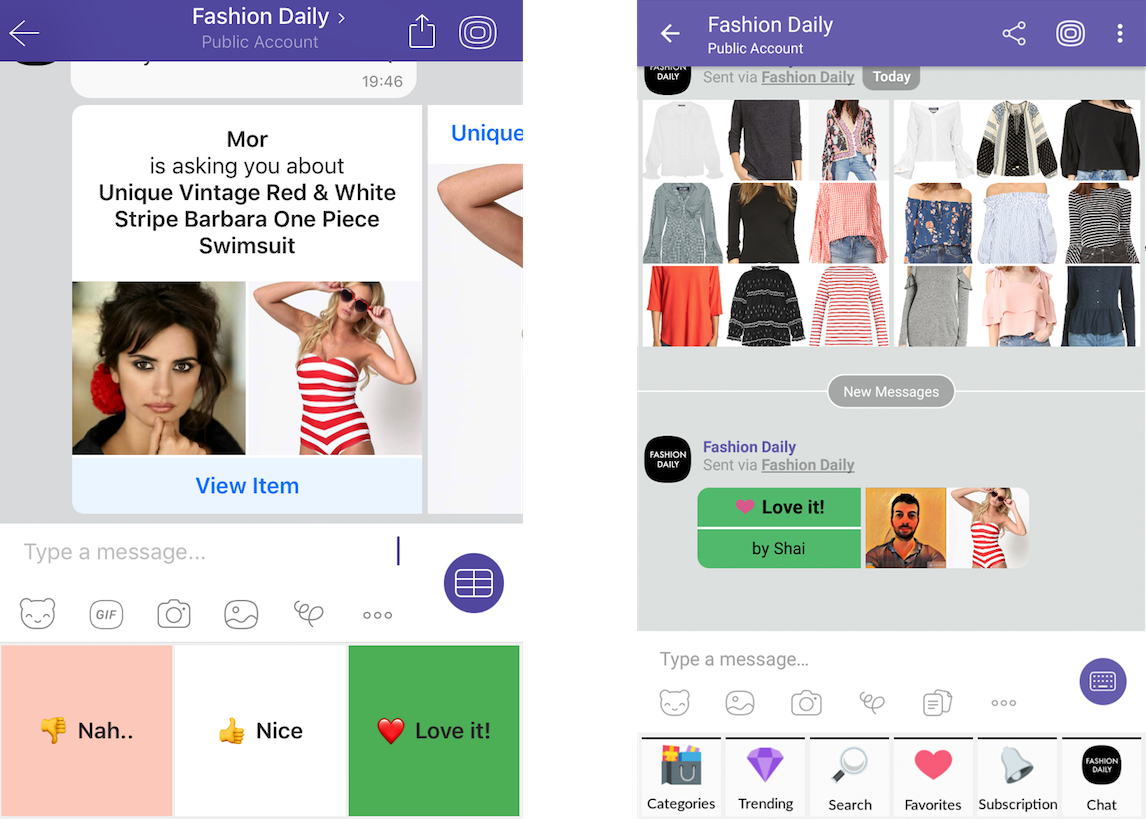 Fashion Daily
Public Account
19:46
Mor
is asking you about
Unique Vintage Red & White
Stripe Barbara One Piece
Swimsuit
Unique
View Item
Type a message...
GIF
Nah..
Nice
Love it!
Fashion Daily
Public Account
FASHION
DAILY
Sent via Fashion Daily
Today
New Messages
FASHION
DAILY
Fashion Daily
Sent via Fashion Daily
Love it!
by Shai
Type a message...
Categories
Trending
Search
Favorites
Subscription
FASHION
DAILY
Chat